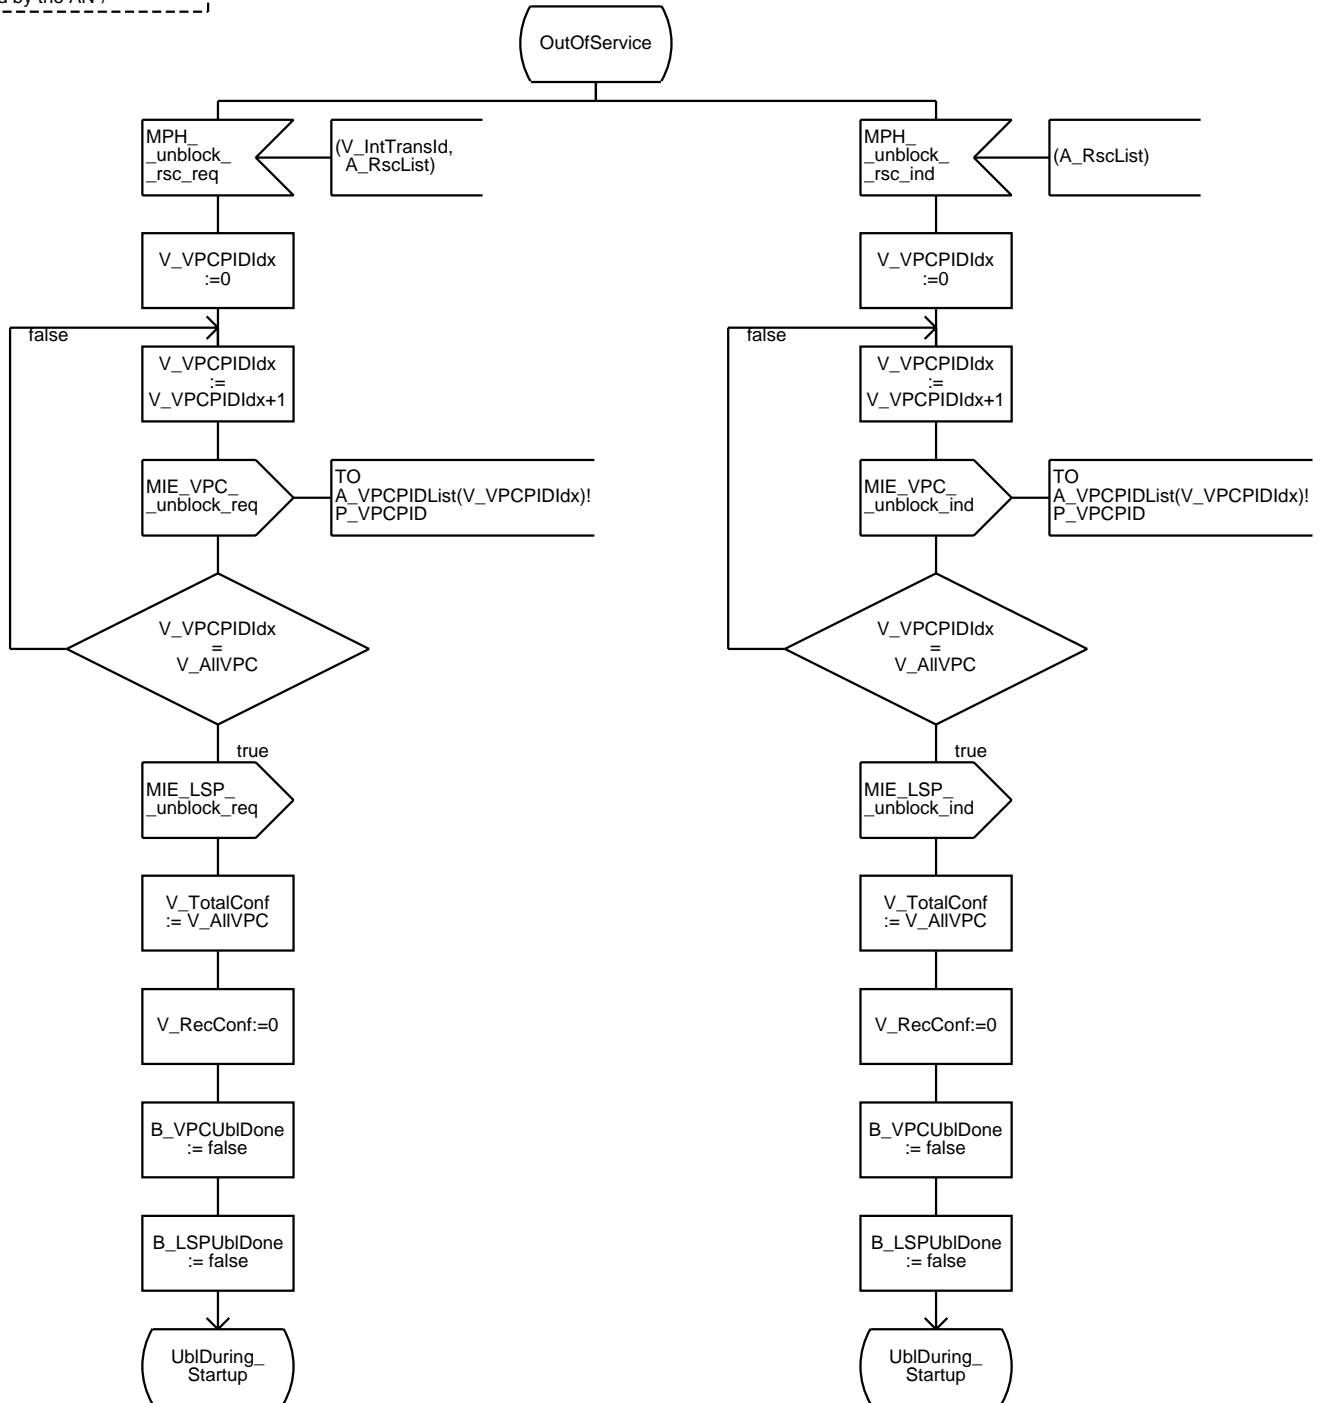 by the AN
OutOfService
MPH_
_unblock_
_rsc_req
(V_IntTransId,
A_RscList)
V_VPCPIDIdx
:=0
false
V_VPCPIDIdx
:=
V_VPCPIDIdx+1
MIE_VPC_
_unblock_req
TO
A_VPCPIDList(V_VPCPIDIdx)!
P_VPCPID
V_VPCPIDIdx
=
V_AllVPC
true
MIE_LSP_
_unblock_req
V_TotalConf
:= V_AllVPC
V_RecConf:=0
B_VPCUblDone
:= false
B_LSPUblDone
:= false
UblDuring_
Startup
MPH_
_unblock_
_rsc_ind
(A_RscList)
V_VPCPIDIdx
:=0
false
V_VPCPIDIdx
:=
V_VPCPIDIdx+1
MIE_VPC_
_unblock_ind
TO
A_VPCPIDList(V_VPCPIDIdx)!
P_VPCPID
V_VPCPIDIdx
=
V_AllVPC
true
MIE_LSP_
_unblock_ind
V_TotalConf
:= V_AllVPC
V_RecConf:=0
B_VPCUblDone
:= false
B_LSPUblDone
:= false
UblDuring_
Startup